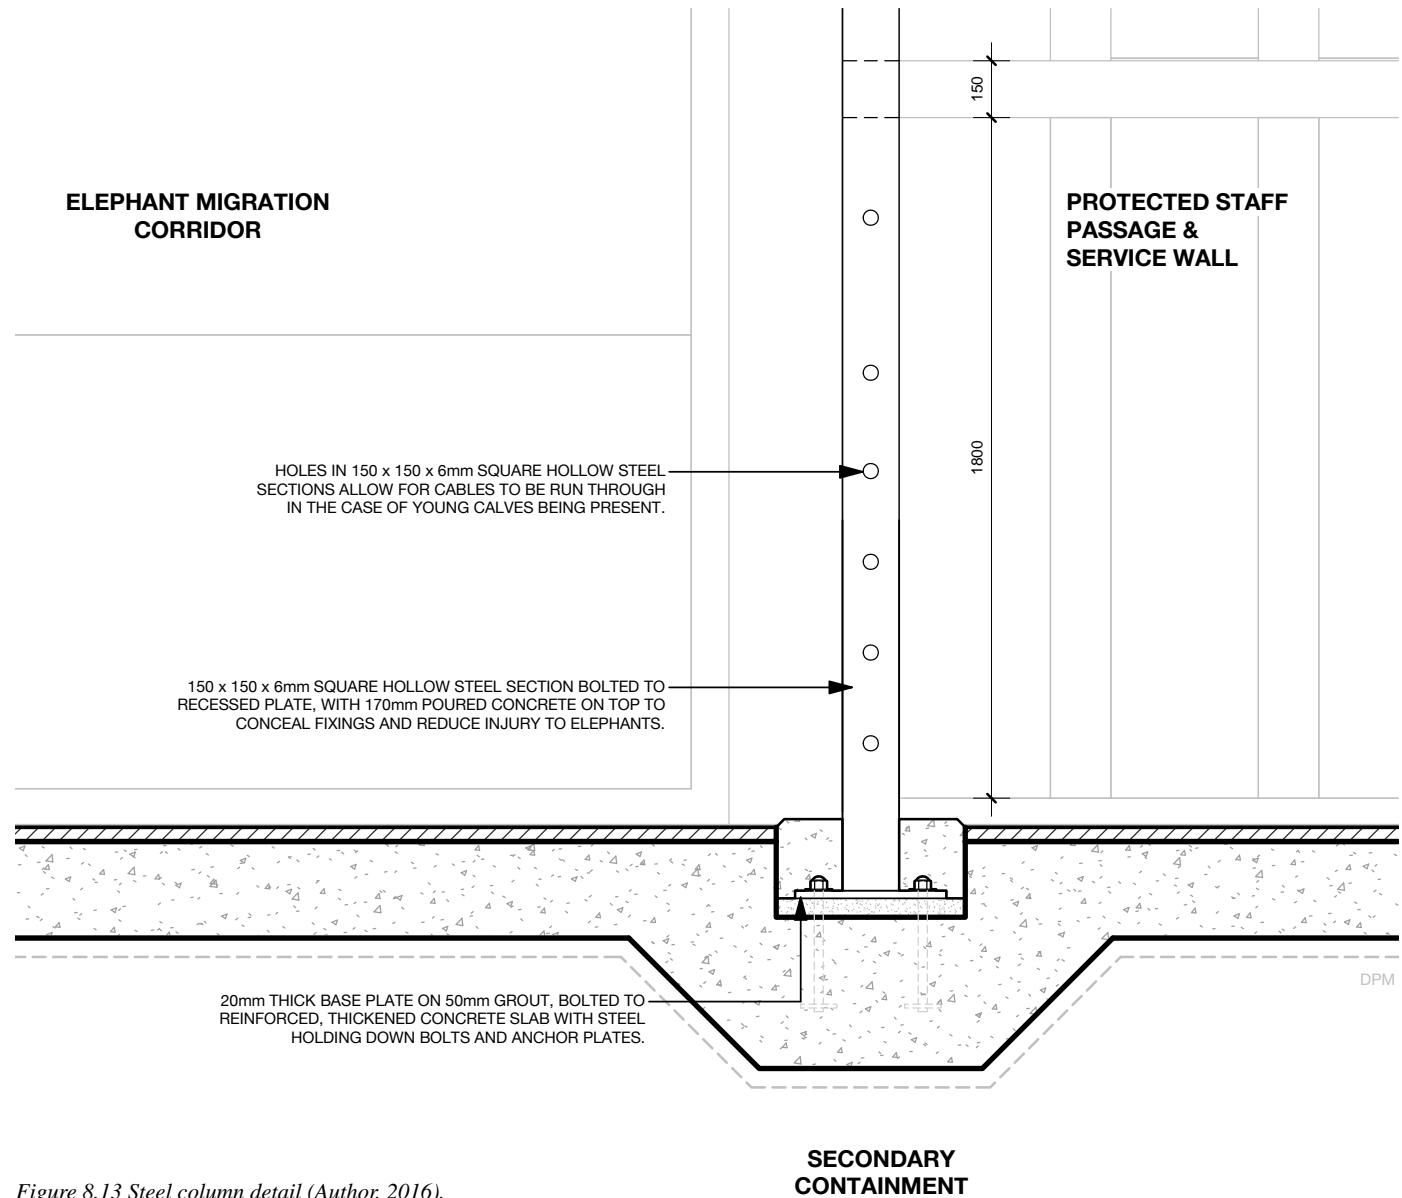 150
ELEPHANT MIGRATION
CORRIDOR
PROTECTED STAFF
PASSAGE &
SERVICE WALL
1800
HOLES IN 150 x 150 x 6mm SQUARE HOLLOW STEEL
SECTIONS ALLOW FOR CABLES TO BE RUN THROUGH
IN THE CASE OF YOUNG CALVES BEING PRESENT.
150 x 150 x 6mm SQUARE HOLLOW STEEL SECTION BOLTED TO
RECESSED PLATE, WITH 170mm POURED CONCRETE ON TOP TO
CONCEAL FIXINGS AND REDUCE INJURY TO ELEPHANTS.
DPM
20mm THICK BASE PLATE ON 50mm GROUT, BOLTED TO
REINFORCED, THICKENED CONCRETE SLAB WITH STEEL
HOLDING DOWN BOLTS AND ANCHOR PLATES.
SECONDARY
CONTAINMENT
Figure 8.13 Steel column detail (Author, 2016).